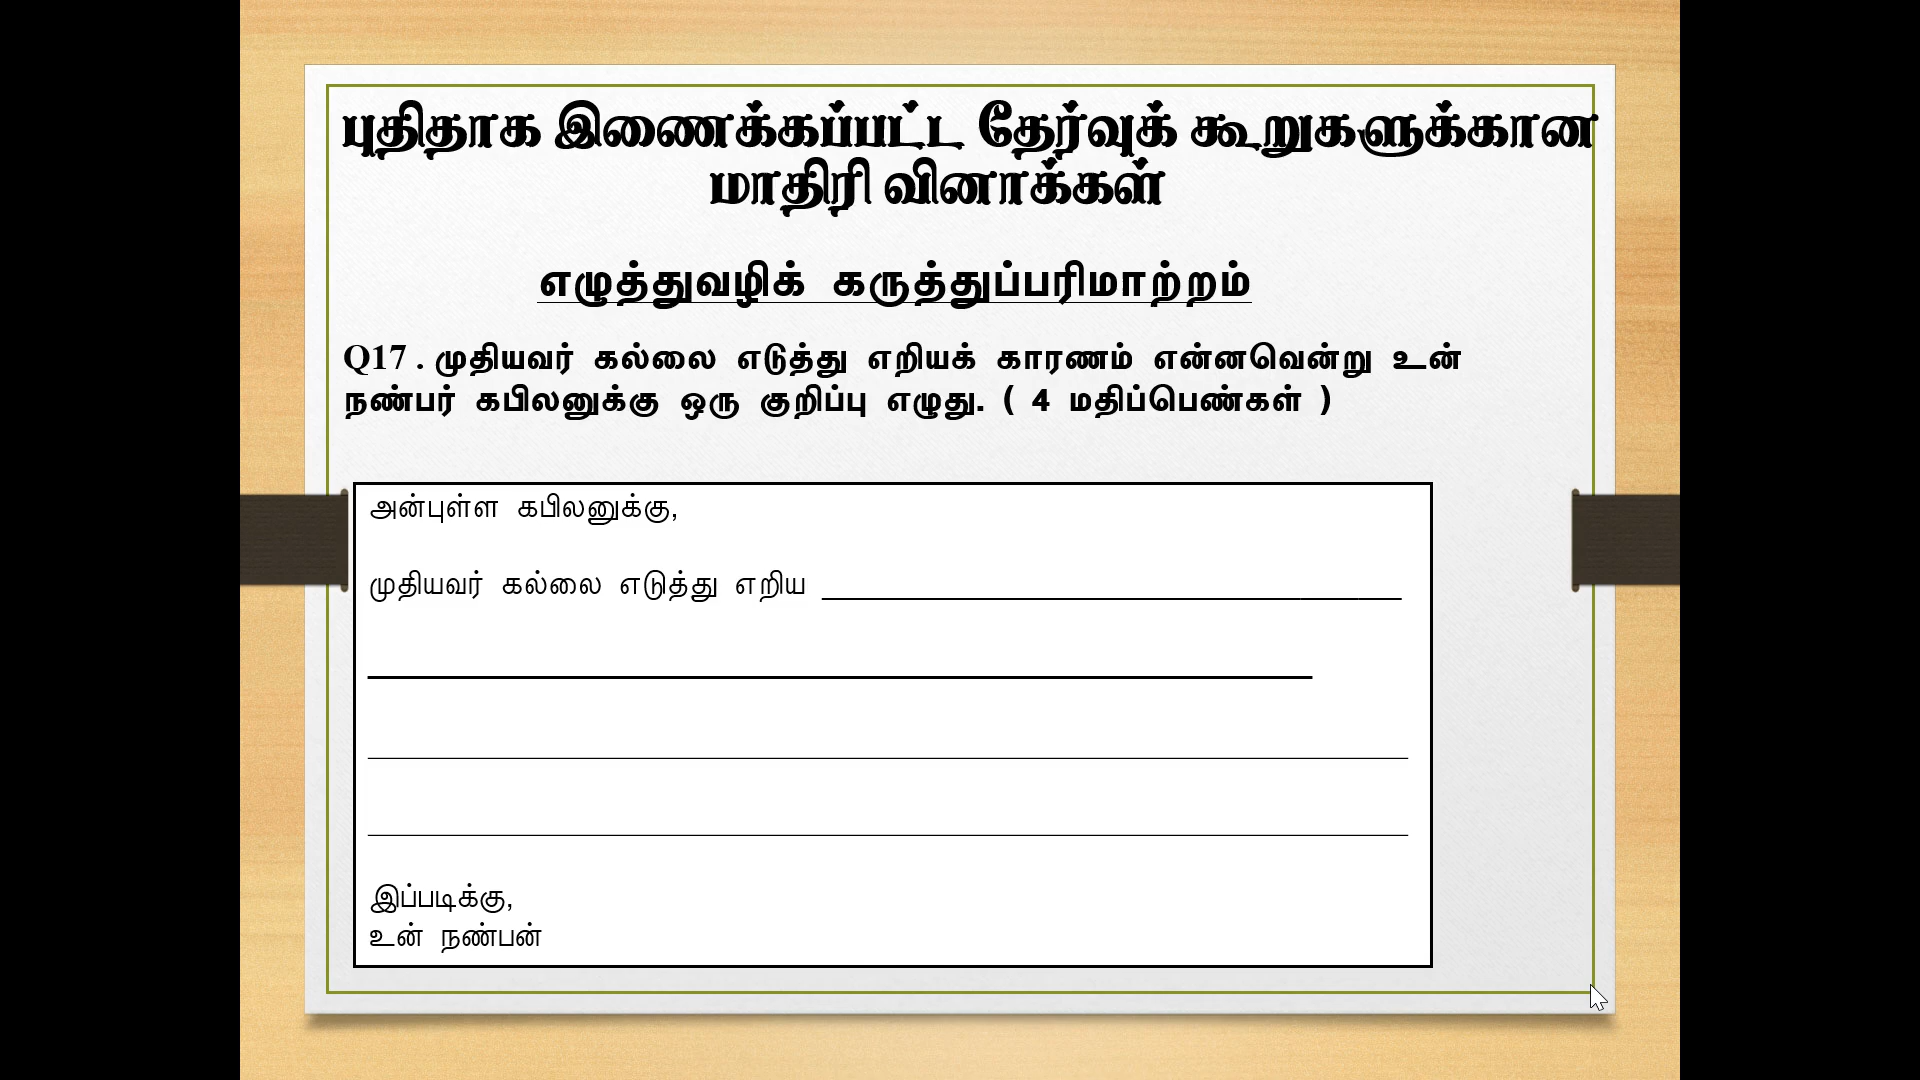 புதிதாக இணைக்கப்பட்ட தேர்வுக் கூறுகளுக்கான
மாதிரி வினாக்கள்
எழுத்துவழிக் கருத்துப்பரிமாற்றம்
Q17 . முதியவர் கல்லை எடுத்து எறியக் காரணம் என்னவென்று உன்
நண்பர் கபிலனுக்கு ஒரு குறிப்பு எழுது. ( 4 மதிப்பெண்கள் )
அன்புள்ள கபிலனுக்கு,
முதியவர் கல்லை எடுத்து எறிய
இப்படிக்கு,
உன் நண்பன்